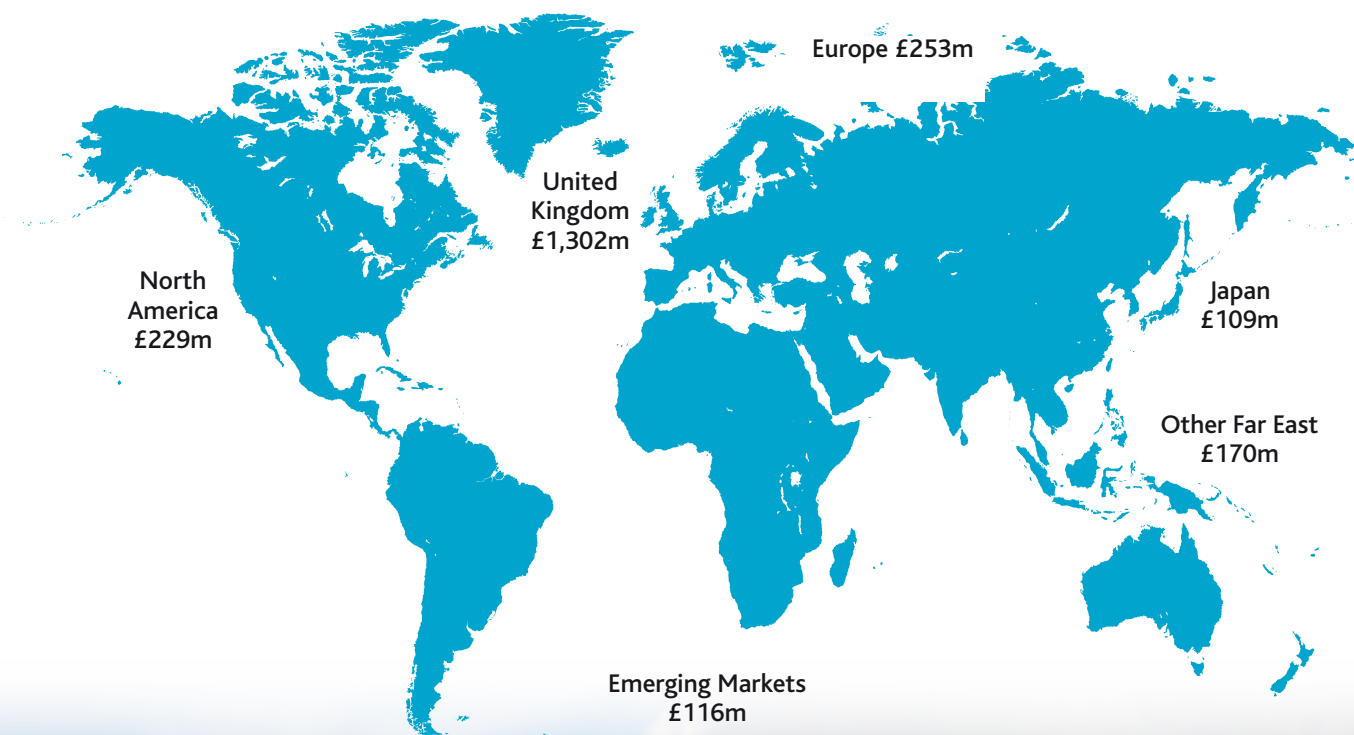 Europe £253m
United
Kingdom
£1,302m
North
America
£229m
Japan
£109m
Other Far East
£170m
Emerging Markets
£116m